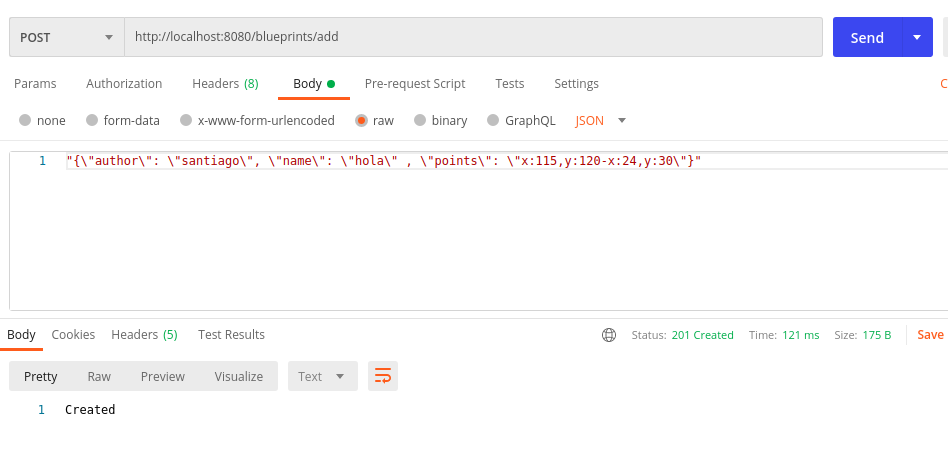 POST http://localhost:8080/blueprints/add Send
Params Authorization Headers (8) Body Pre-request Script Tests Settings
none form-data x-www-form-urlencoded raw binary GraphQL JSON
1 "{\"author\": \"santiago\", \"name\": \"hola\" , \"points\": \"x:115,y:120-x:24,y:30\"}"
Body Cookies Headers (5) Test Results Status: 201 Created Time: 121 ms Size: 175 B Save
Pretty Raw Preview Visualize Text
1 Created